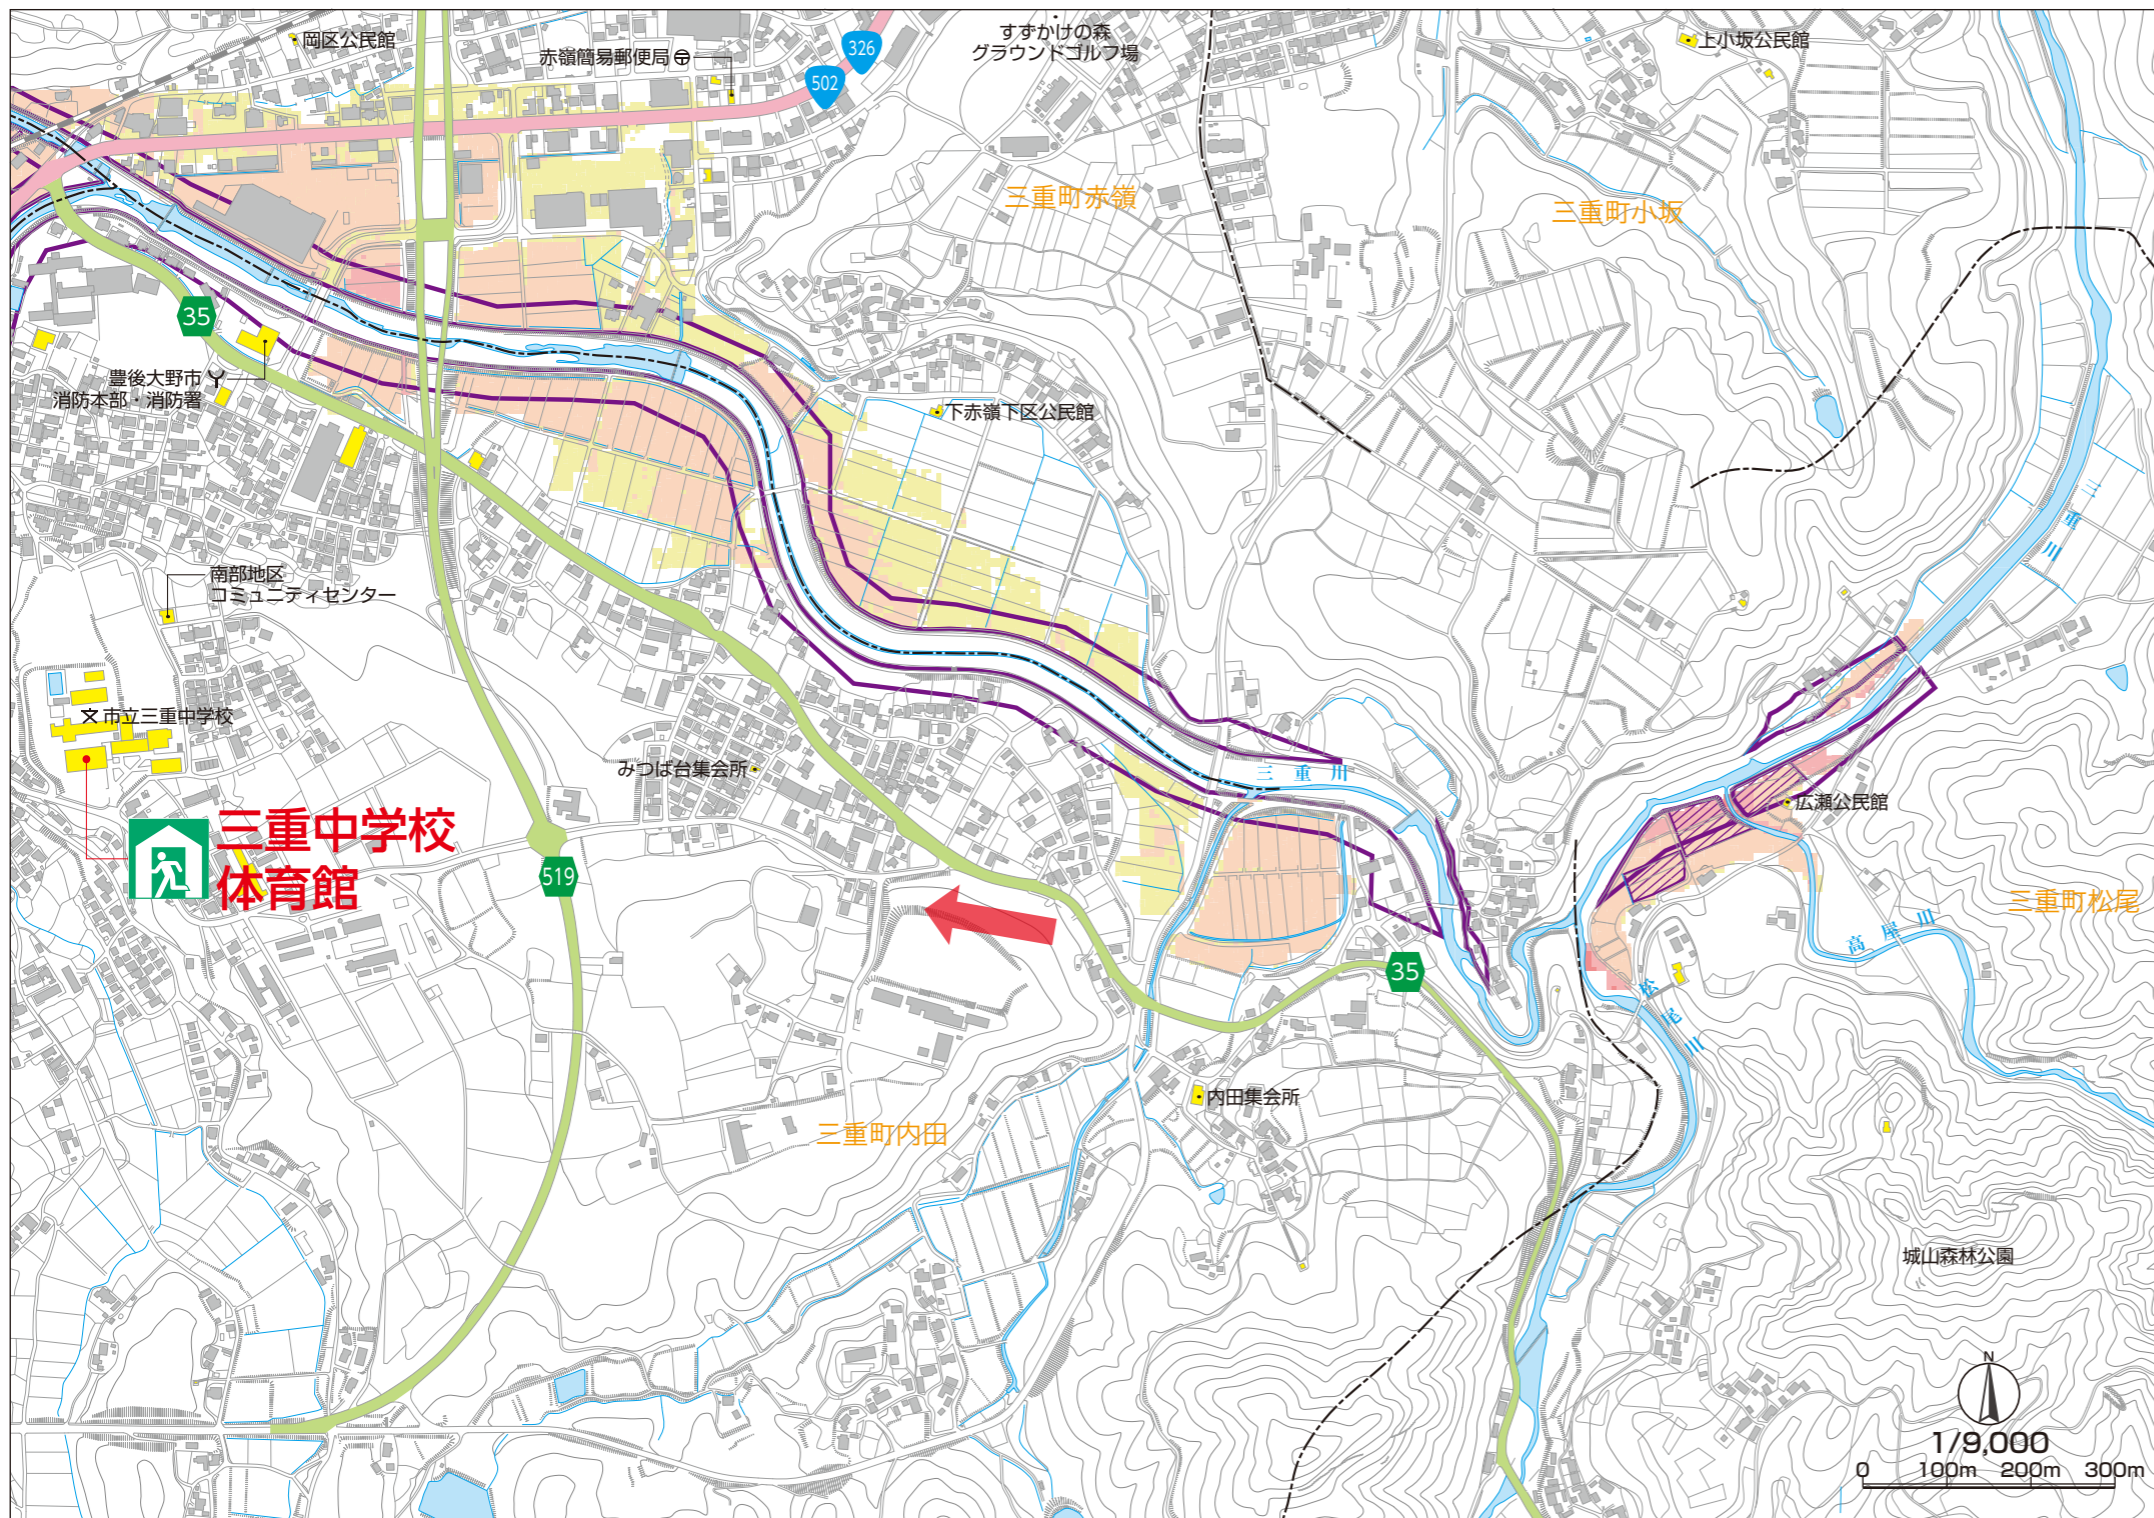 岡区公民館
赤嶺簡易郵便局
326
502
すずかけの森
グラウンドゴルフ場
上小坂公民館
三重町赤嶺
三重町小坂
35
豊後大野市
消防本部・消防署
下赤嶺下区公民館
三重川
南部地区
コミュニティセンター
市立三重中学校
みつば台集会所
三重川
広瀬公民館
三重中学校
体育館
519
三重町松尾
高屋川
35
松尾川
内田集会所
三重町内田
城山森林公園
N
1/9,000
0 100m 200m 300m